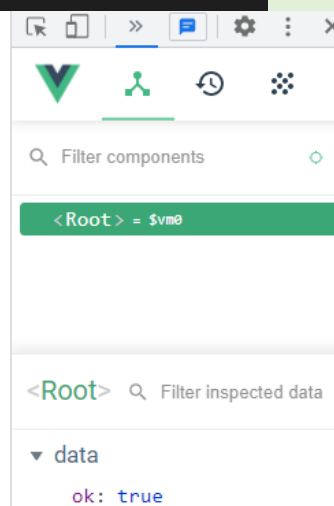 »
Filter components
<Root> = $vm0
<Root> Filter inspected data
data
ok: true